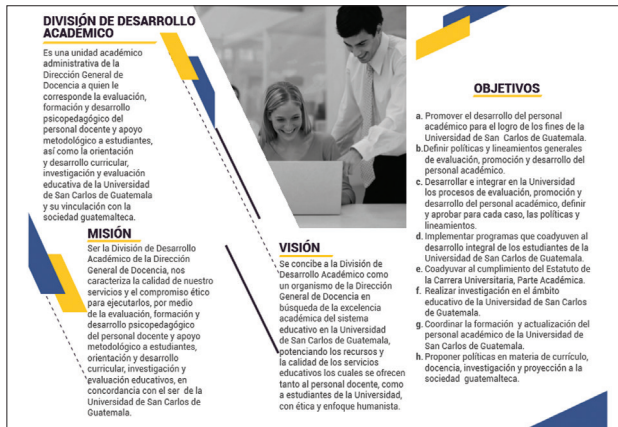 DIVISIÓN DE DESARROLLO
ACADÉMICO
Es una unidad académico
administrativa de la
Dirección General de
Docencia a quien le
corresponde la evaluación,
formación y desarrollo
psicopedagógico del
personal docente y apoyo
metodológico a estudiantes,
así como la orientación
y desarrollo curricular,
investigación y evaluación
educativa de la Universidad
de San Carlos de Guatemala
y su vinculación con la
sociedad guatemalteca.
MISIÓN
Ser la División de Desarrollo
Académico de la Dirección
General de Docencia, nos
caracteriza la calidad de nuestro
servicios y el compromiso ético
para ejecutarlos, por medio
de la evaluación, formación y
desarrollo psicopedagógico
del personal docente y apoyo
metodológico a estudiantes,
orientación y desarrollo
curricular, investigación y
evaluación educativos, en
concordancia con el ser de la
Universidad de San Carlos de
Guatemala.
VISIÓN
Se concibe a la División de
Desarrollo Académico como
un organismo de la Dirección
General de Docencia en
búsqueda de la excelencia
académica del sistema
educativo en la Universidad
de San Carlos de Guatemala,
potenciando los recursos y
la calidad de los servicios
educativos los cuales se ofrecen
tanto al personal docente, como
a estudiantes de la Universidad,
con ética y enfoque humanista.
OBJETIVOS
a. Promover el desarrollo del personal
académico para el logro de los fines de la
Universidad de San Carlos de Guatemala.
b.Definir políticas y lineamientos generales
de evaluación, promoción y desarrollo del
personal académico.
c. Desarrollar e integrar en la Universidad
los procesos de evaluación, promoción y
desarrollo del personal académico, definir
y aprobar para cada caso, las políticas y
lineamientos.
d. Implementar programas que coadyuven al
desarrollo integral de los estudiantes de la
Universidad de San Carlos de Guatemala.
e. Coadyuvar al cumplimiento del Estatuto de
la Carrera Universitaria, Parte Académica.
f. Realizar investigación en el ámbito
educativo de la Universidad de San Carlos
de Guatemala.
g. Coordinar la formación y actualización del
personal académico de la Universidad de
San Carlos de Guatemala.
h. Proponer políticas en materia de currículo,
docencia, investigación y proyección a la
sociedad guatemalteca.